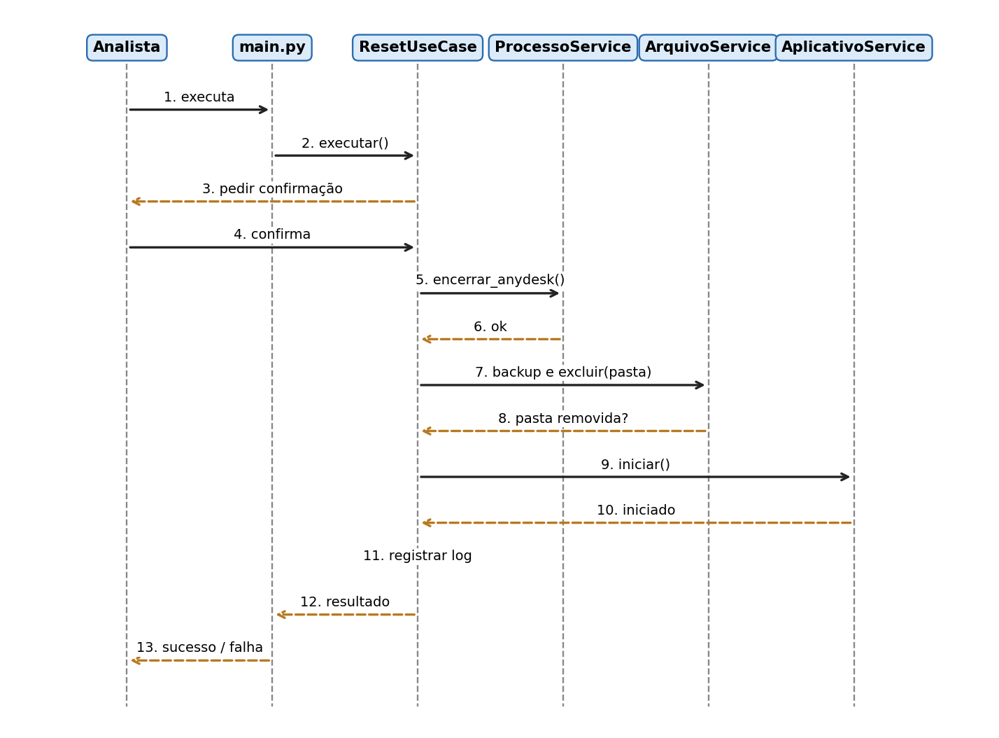 Analista main.py ResetUseCase ProcessoService ArquivoService AplicativoService
1. executa
2. executar()
3. pedir confirmação
4. confirma
5. encerrar_anydesk()
6. ok
7. backup e excluir(pasta)
8. pasta removida?
9. iniciar()
10. iniciado
11. registrar log
12. resultado
13. sucesso / falha